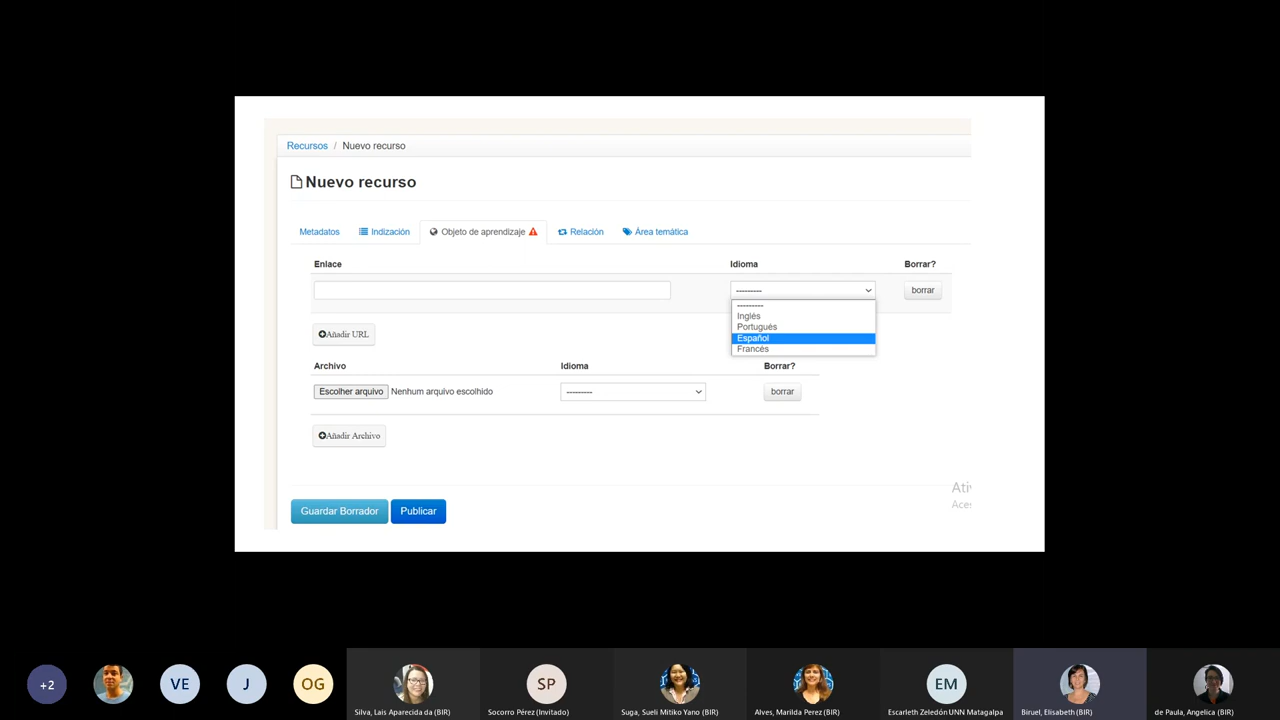 Recursos / Nuevo recurso
Nuevo recurso
Metadatos Indización Objeto de aprendizaje Relación Área temática
Enlace Idioma Borrar?
--------- borrar
---------
Inglés
Portugués
Español
Francés
Añadir URL
Archivo Idioma Borrar?
Escolher arquivo Nenhum arquivo escolhido --------- borrar
Añadir Archivo
Ativ
Aces
Guardar Borrador Publicar
+2 VE J OG SP EM
Silva, Lais Aparecida da (BIR) Socorro Pérez (Invitado) Suga, Sueli Mitiko Yano (BIR) Alves, Marilda Perez (BIR) Escarleth Zeledón UNN Matagalpa Biruel, Elisabeth (BIR) de Paula, Angelica (BIR)